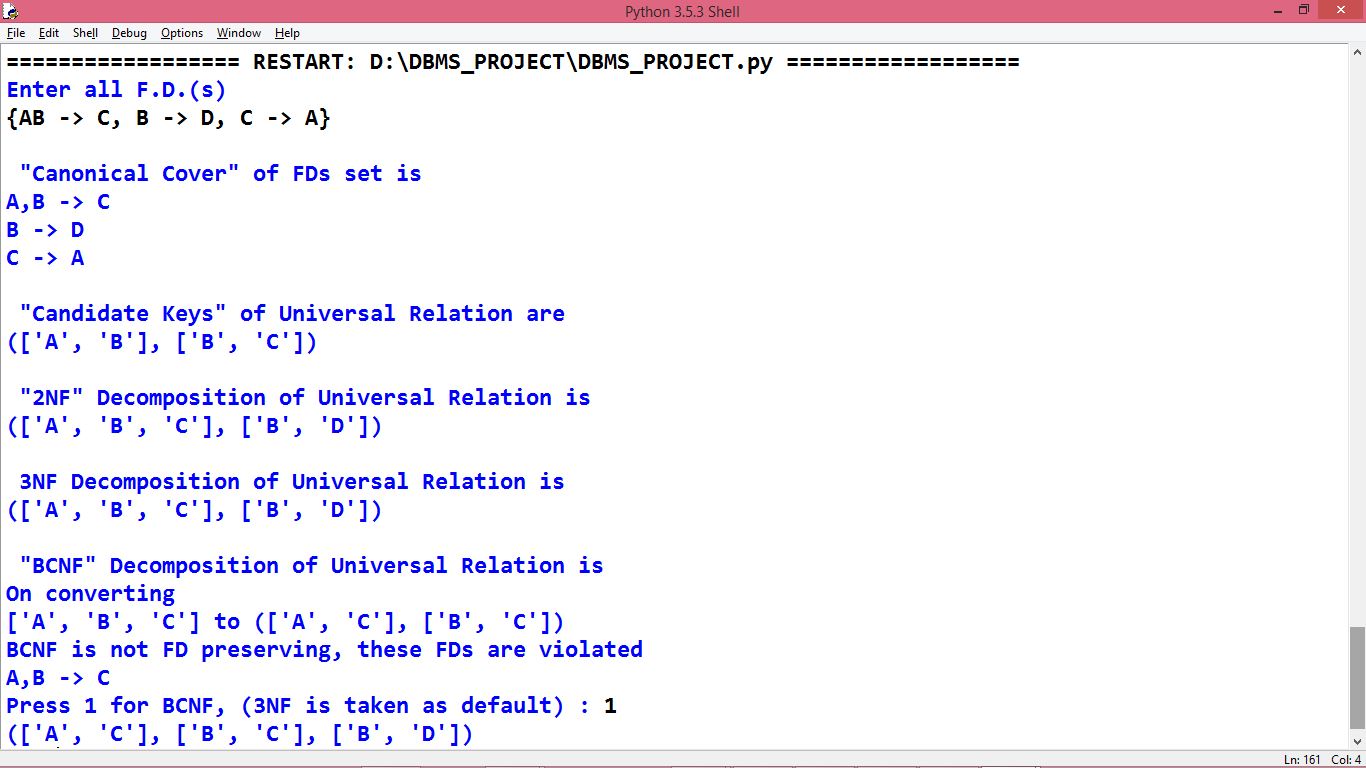 Python 3.5.3 Shell
File Edit Shell Debug Options Window Help
================== RESTART: D:\DBMS_PROJECT\DBMS_PROJECT.py ==================
Enter all F.D.(s)
{AB -> C, B -> D, C -> A}
"Canonical Cover" of FDs set is
A,B -> C
B -> D
C -> A
"Candidate Keys" of Universal Relation are
(['A', 'B'], ['B', 'C'])
"2NF" Decomposition of Universal Relation is
(['A', 'B', 'C'], ['B', 'D'])
3NF Decomposition of Universal Relation is
(['A', 'B', 'C'], ['B', 'D'])
"BCNF" Decomposition of Universal Relation is
On converting
['A', 'B', 'C'] to (['A', 'C'], ['B', 'C'])
BCNF is not FD preserving, these FDs are violated
A,B -> C
Press 1 for BCNF, (3NF is taken as default) : 1
(['A', 'C'], ['B', 'C'], ['B', 'D'])
Ln: 161 Col: 4